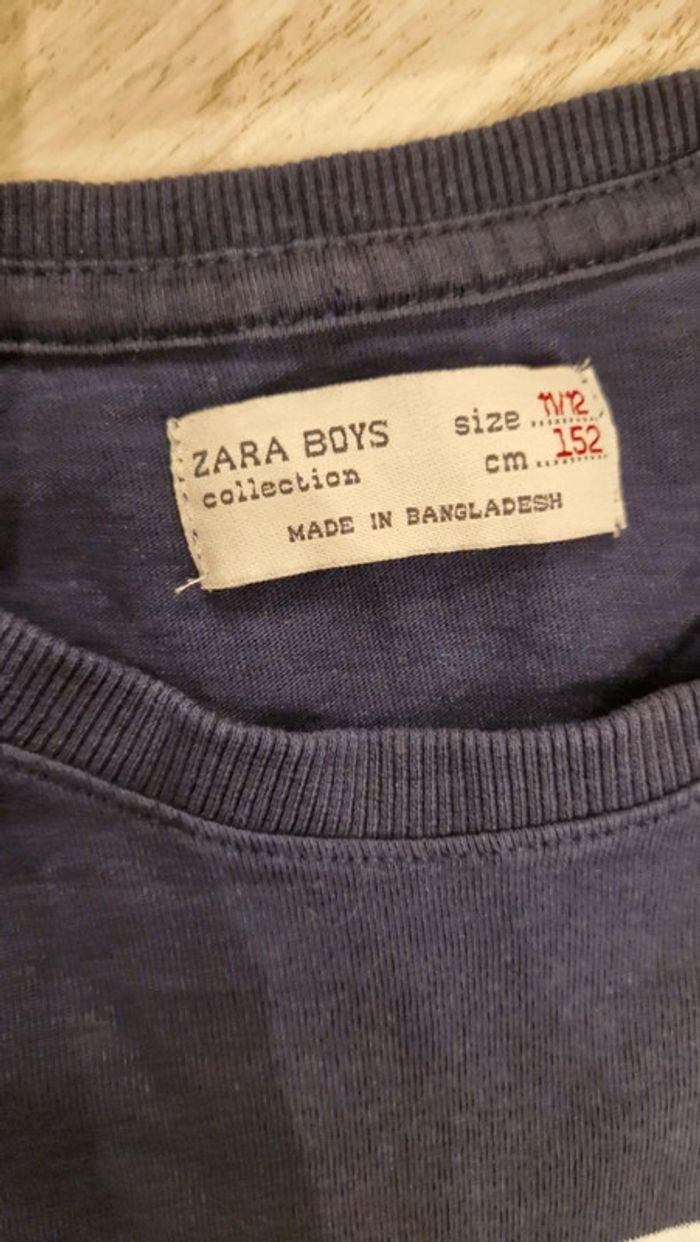 ZARA BOYS size 11/12
collection cm 152
MADE IN BANGLADESH